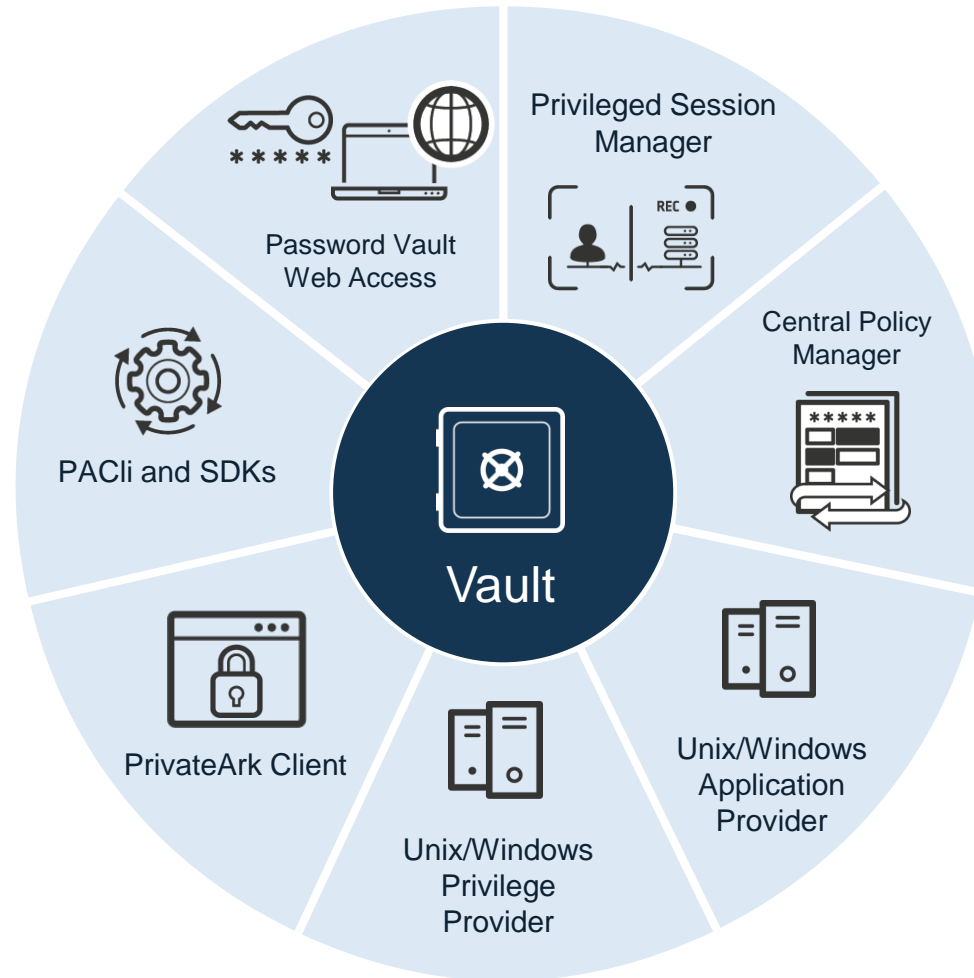 *****
Password Vault
Web Access
Privileged Session
Manager
REC
Central Policy
Manager
*****
Unix/Windows
Application
Provider
Unix/Windows
Privilege
Provider
PrivateArk Client
PACli and SDKs
Vault